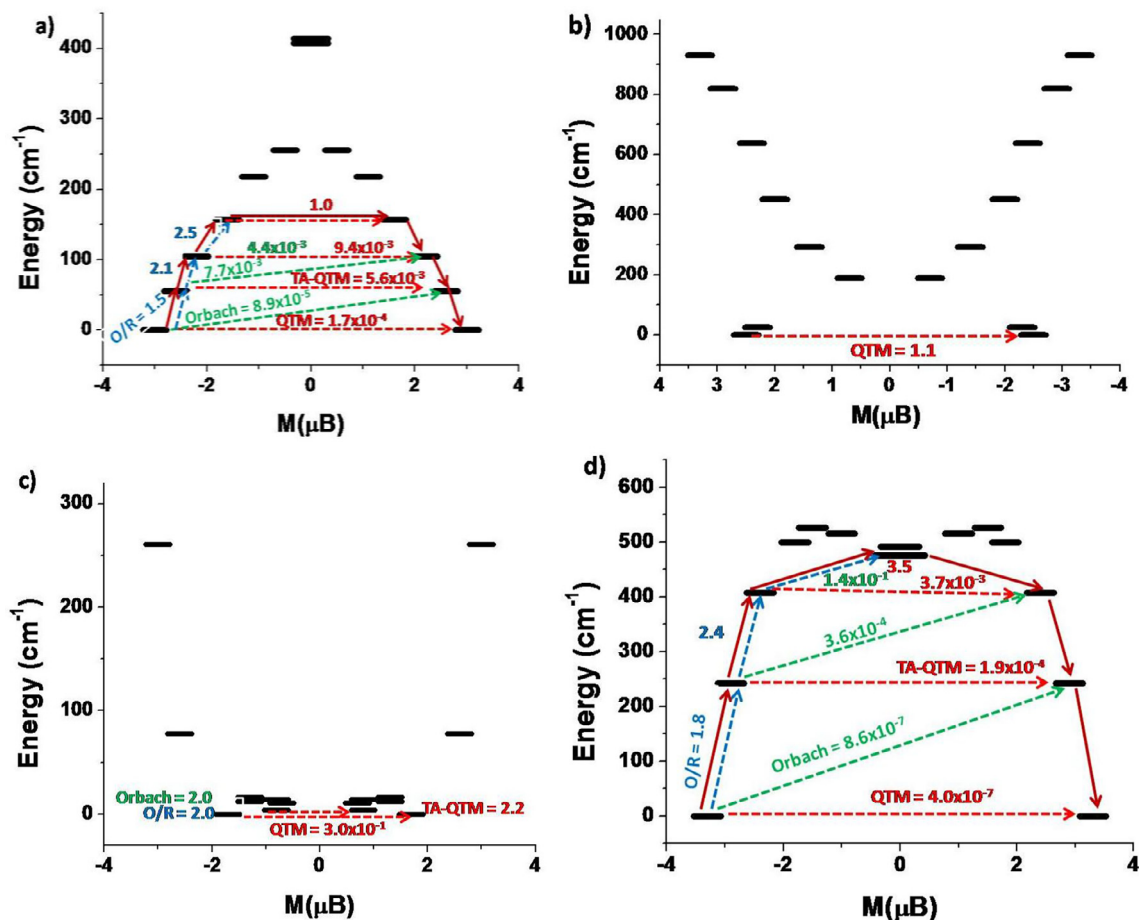 a)
400
300
200
100
0
Energy (cm⁻¹)
1.0
2.5
2.1
4.4x10⁻³
9.4x10⁻³
7.7x10⁻³
TA-QTM = 5.6x10⁻³
O/R = 1.5
Orbach = 8.9x10⁻⁵
QTM = 1.7x10⁻⁴
-4
-2
0
2
4
M(μB)
b)
1000
800
600
400
200
0
Energy (cm⁻¹)
QTM = 1.1
4
3
2
1
0
-1
-2
-3
-4
M(μB)
c)
300
200
100
0
Energy (cm⁻¹)
Orbach = 2.0
O/R = 2.0
TA-QTM = 2.2
QTM = 3.0x10⁻¹
-4
-2
0
2
4
M(μB)
d)
600
500
400
300
200
100
0
Energy (cm⁻¹)
3.5
1.4x10⁻¹
3.7x10⁻³
2.4
3.6x10⁻⁴
TA-QTM = 1.9x10⁻⁴
O/R = 1.8
Orbach = 8.6x10⁻⁷
QTM = 4.0x10⁻⁷
-4
-2
0
2
4
M(μB)